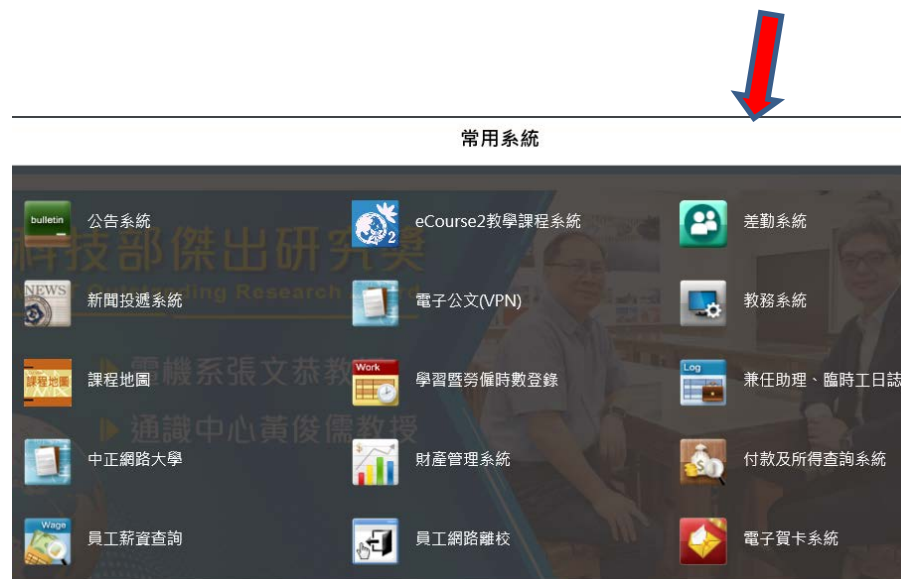 常用系統
bulletin 公告系統
2 eCourse2教學課程系統
差勤系統
科技部傑出研究獎
Outstanding Research
NEWS 新聞投遞系統
電子公文(VPN)
教務系統
電機系張文恭教
課程地圖 課程地圖
Work 學習暨勞僱時數登錄
Log 兼任助理、臨時工日誌
通識中心黃俊儒教授
中正網路大學
$ 財產管理系統
$ 付款及所得查詢系統
Wage 員工薪資查詢
員工網路離校
電子賀卡系統